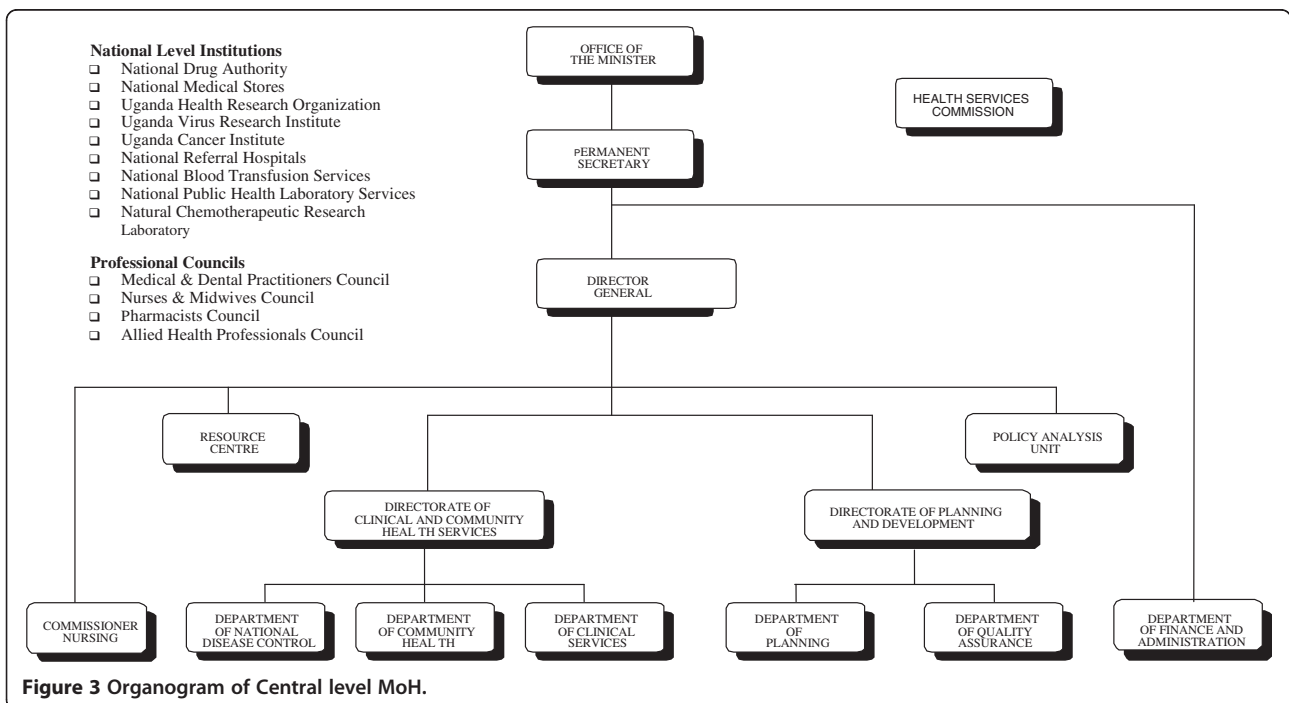 National Level Institutions
❑ National Drug Authority
❑ National Medical Stores
❑ Uganda Health Research Organization
❑ Uganda Virus Research Institute
❑ Uganda Cancer Institute
❑ National Referral Hospitals
❑ National Blood Transfusion Services
❑ National Public Health Laboratory Services
❑ Natural Chemotherapeutic Research
Laboratory
Professional Councils
❑ Medical & Dental Practitioners Council
❑ Nurses & Midwives Council
❑ Pharmacists Council
❑ Allied Health Professionals Council
OFFICE OF
THE MINISTER
HEALTH SERVICES
COMMISSION
PERMANENT
SECRETARY
DIRECTOR
GENERAL
RESOURCE
CENTRE
POLICY ANALYSIS
UNIT
DIRECTORATE OF
CLINICAL AND COMMUNITY
HEAL TH SERVICES
DIRECTORATE OF PLANNING
AND DEVELOPMENT
COMMISSIONER
NURSING
DEPARTMENT
OF NATIONAL
DISEASE CONTROL
DEPARTMENT
OF COMMUNITY
HEAL TH
DEPARTMENT
OF CLINICAL
SERVICES
DEPARTMENT
OF
PLANNING
DEPARTMENT
OF QUALITY
ASSURANCE
DEPARTMENT
OF FINANCE AND
ADMINISTRATION
Figure 3 Organogram of Central level MoH.